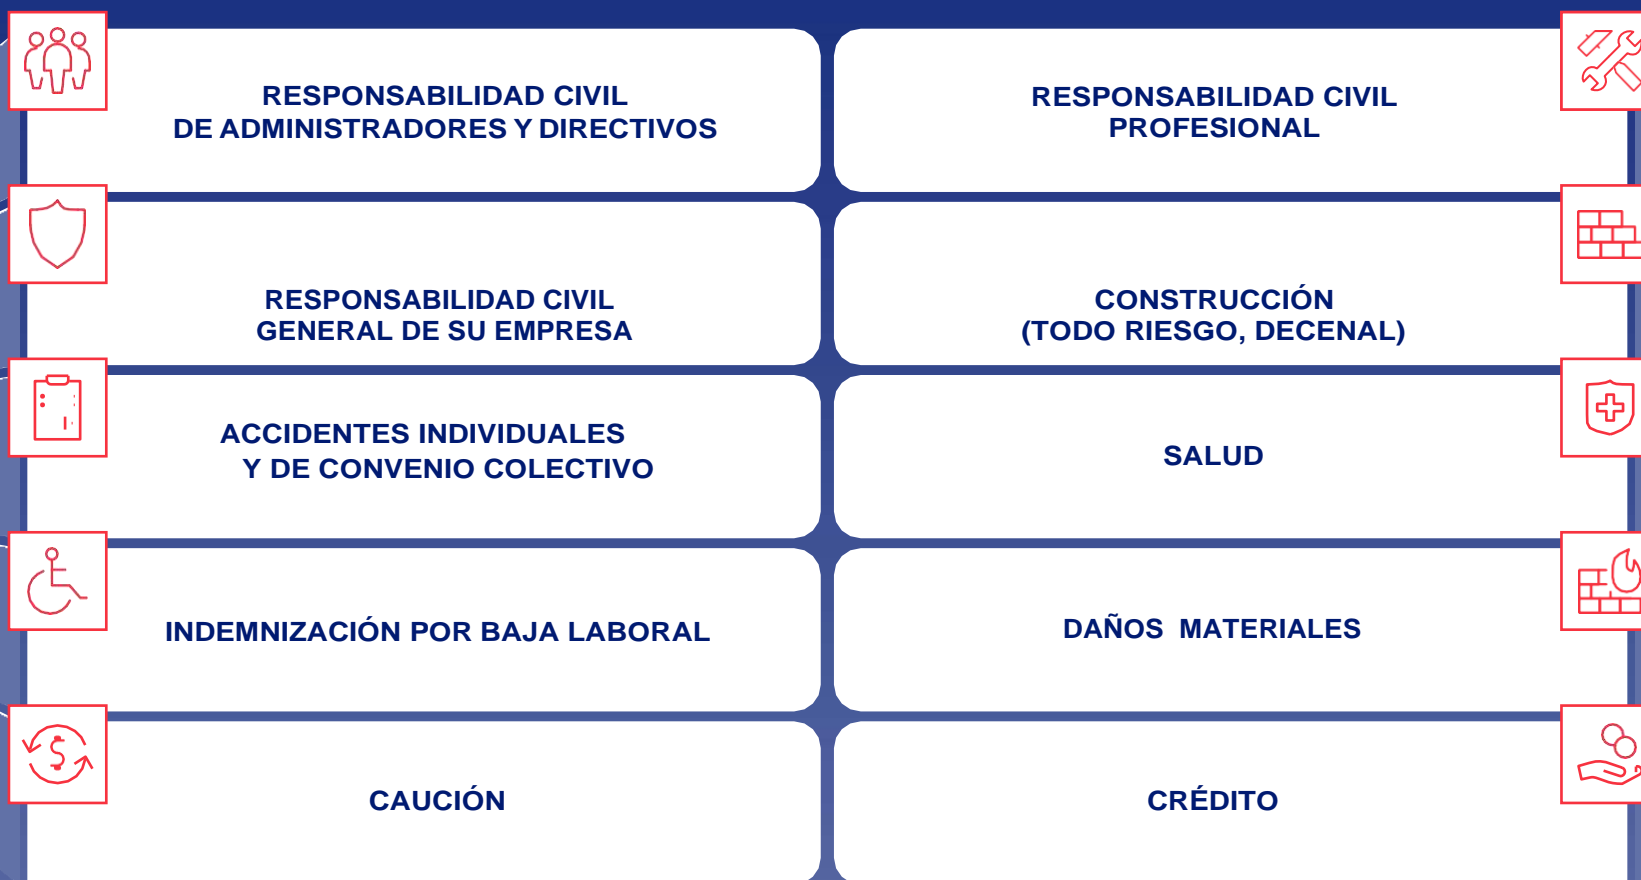 RESPONSABILIDAD CIVIL
DE ADMINISTRADORES Y DIRECTIVOS
RESPONSABILIDAD CIVIL
PROFESIONAL
RESPONSABILIDAD CIVIL
GENERAL DE SU EMPRESA
CONSTRUCCIÓN
(TODO RIESGO, DECENAL)
ACCIDENTES INDIVIDUALES
Y DE CONVENIO COLECTIVO
SALUD
INDEMNIZACIÓN POR BAJA LABORAL
DAÑOS MATERIALES
CAUCIÓN
CRÉDITO